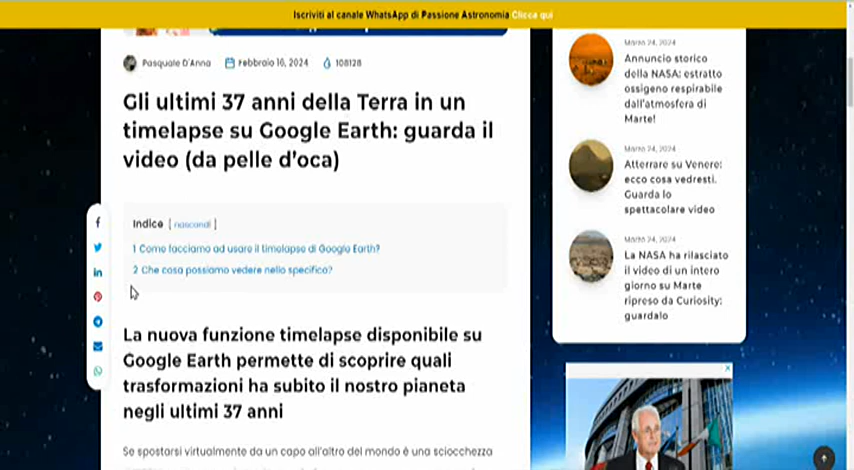 Iscriviti al canale WhatsApp di Passione Astronomia Clicca qui
Pasquale D'Anna
Febbraio 16, 2024
108128
Gli ultimi 37 anni della Terra in un
timelapse su Google Earth: guarda il
video (da pelle d'oca)
Indice [ nascondi ]
1 Come facciamo ad usare il timelapse di Google Earth?
2 Che cosa possiamo vedere nello specifico?
La nuova funzione timelapse disponibile su
Google Earth permette di scoprire quali
trasformazioni ha subito il nostro pianeta
negli ultimi 37 anni
Se spostarsi virtualmente da un capo all'altro del mondo è una sciocchezza
Marzo 24, 2024
Annuncio storico
della NASA: estratto
ossigeno respirabile
dall'atmosfera di
Marte!
Marzo 24, 2024
Atterrare su Venere:
ecco cosa vedresti.
Guarda lo
spettacolare video
Marzo 24, 2024
La NASA ha rilasciato
il video di un intero
giorno su Marte
ripreso da Curiosity:
guardalo